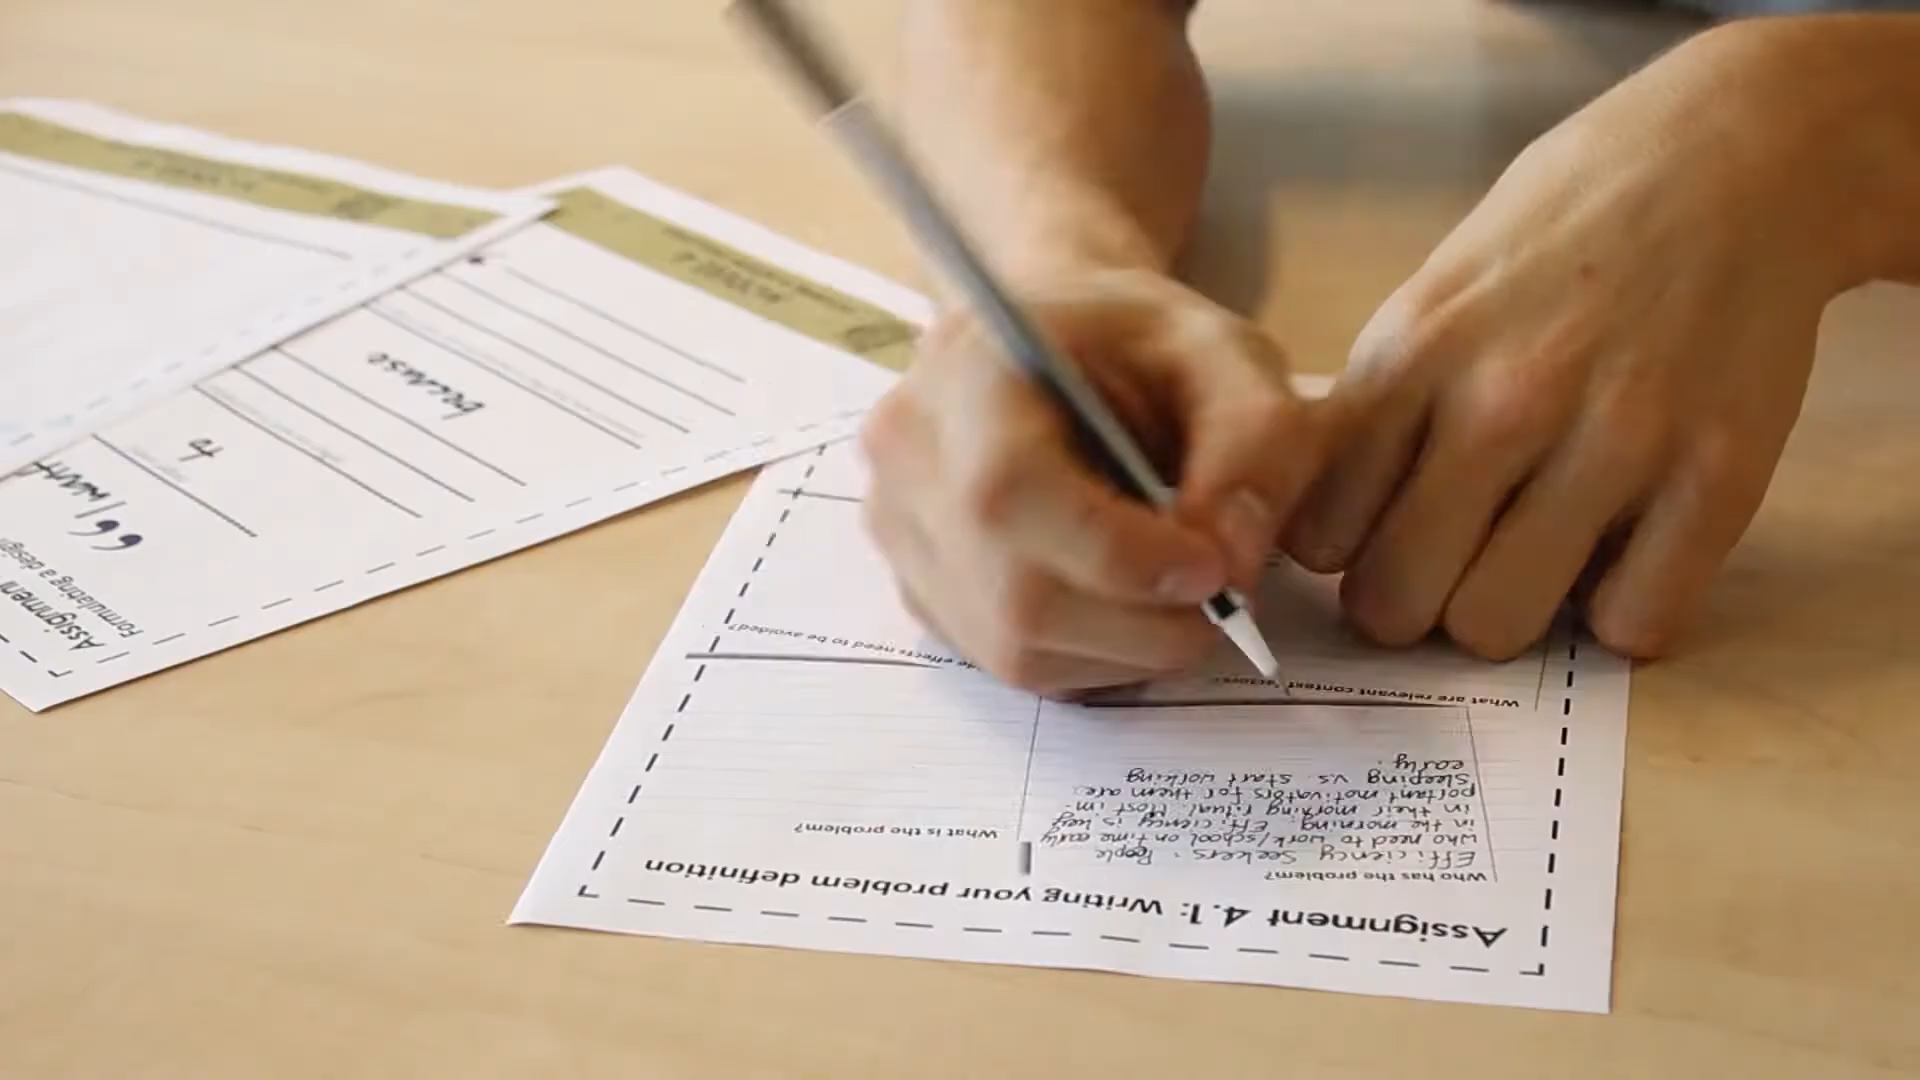 Assignment 4.1: Writing your problem definition
Who has the problem?
Efficiency Seekers: People
who need to work/school on time early
in the morning. Efficiency is key
in their morning ritual. Most im-
portant motivators for them are:
Sleeping vs. start working
early.
What is the problem?
What are relevant context factors?
effects need to be avoided?
Assignment
Formulating a design
“I want
to
because